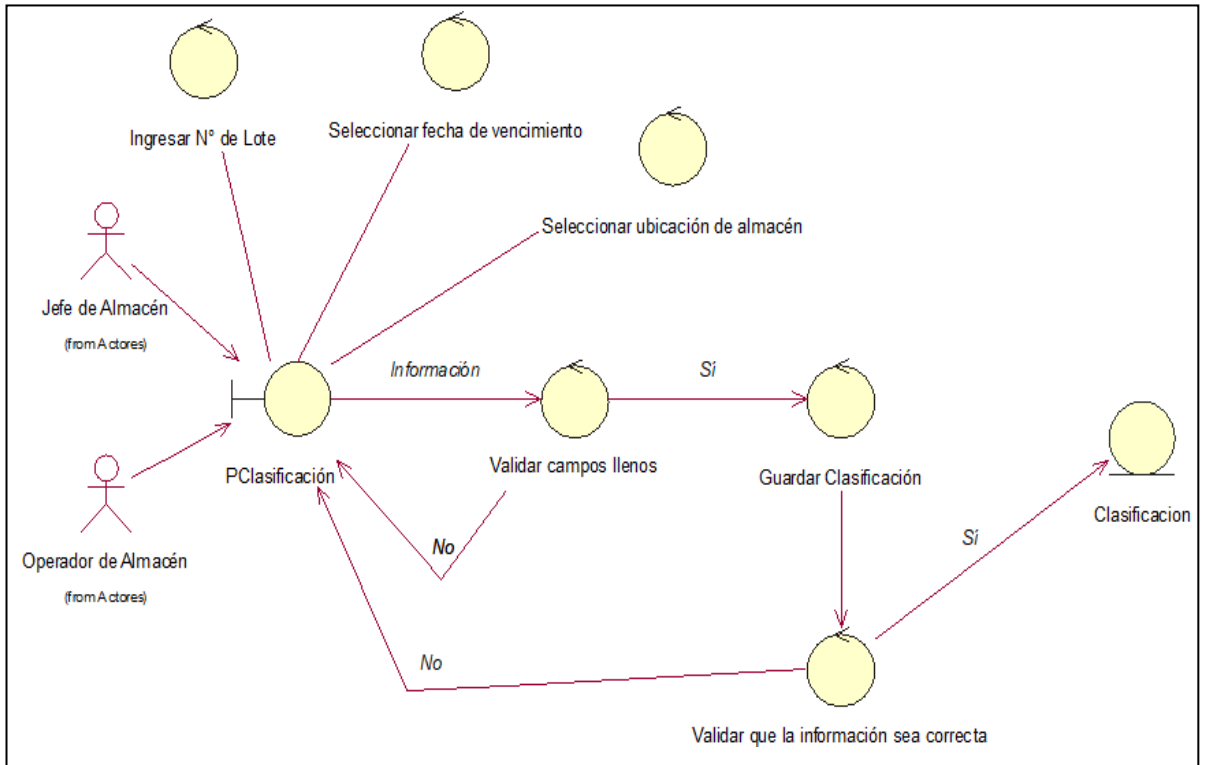 Ingresar N° de Lote
Seleccionar fecha de vencimiento
Seleccionar ubicación de almacén
Jefe de Almacén
(from Actores)
Información
Sí
PClasificación
Validar campos llenos
Guardar Clasificación
Clasificacion
Operador de Almacén
(from Actores)
No
Sí
No
Validar que la información sea correcta